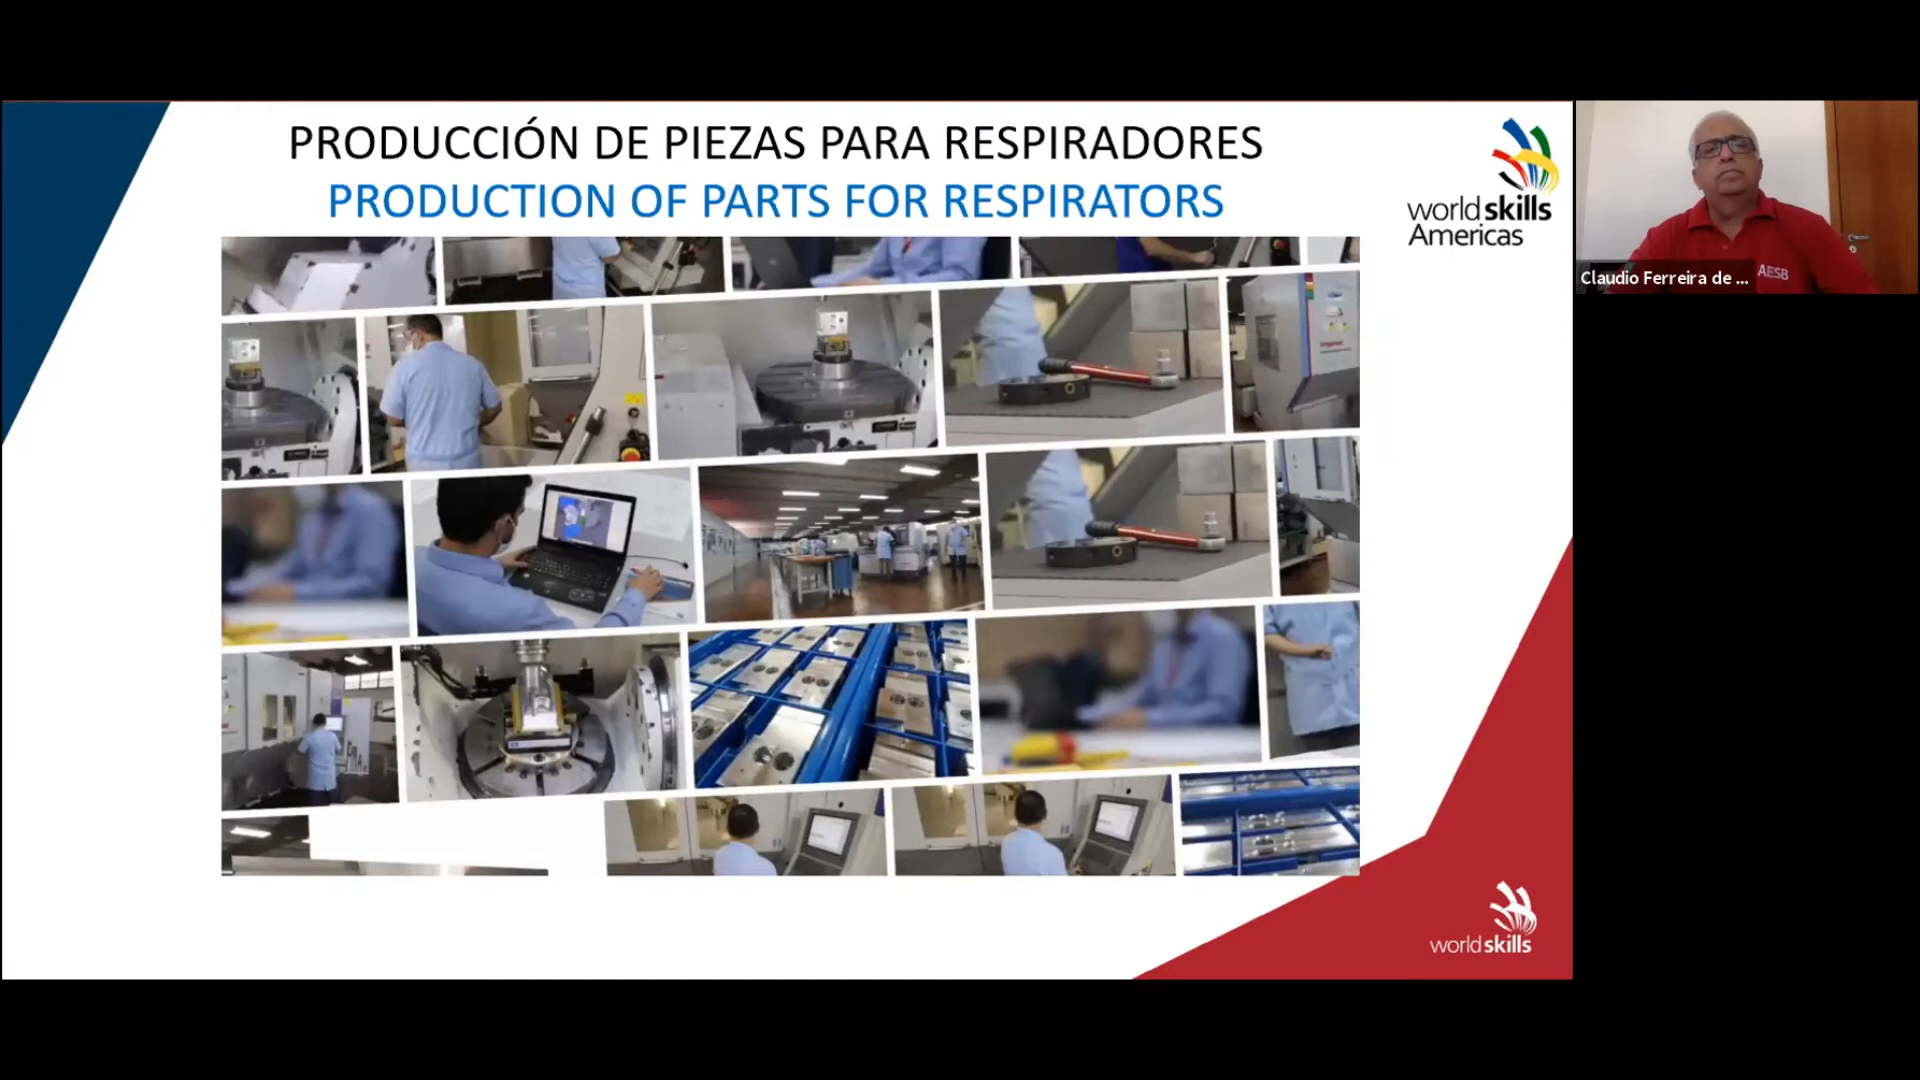 PRODUCCIÓN DE PIEZAS PARA RESPIRADORES
PRODUCTION OF PARTS FOR RESPIRATORS
worldskills
Americas
AESB
Claudio Ferreira de ...
worldskills